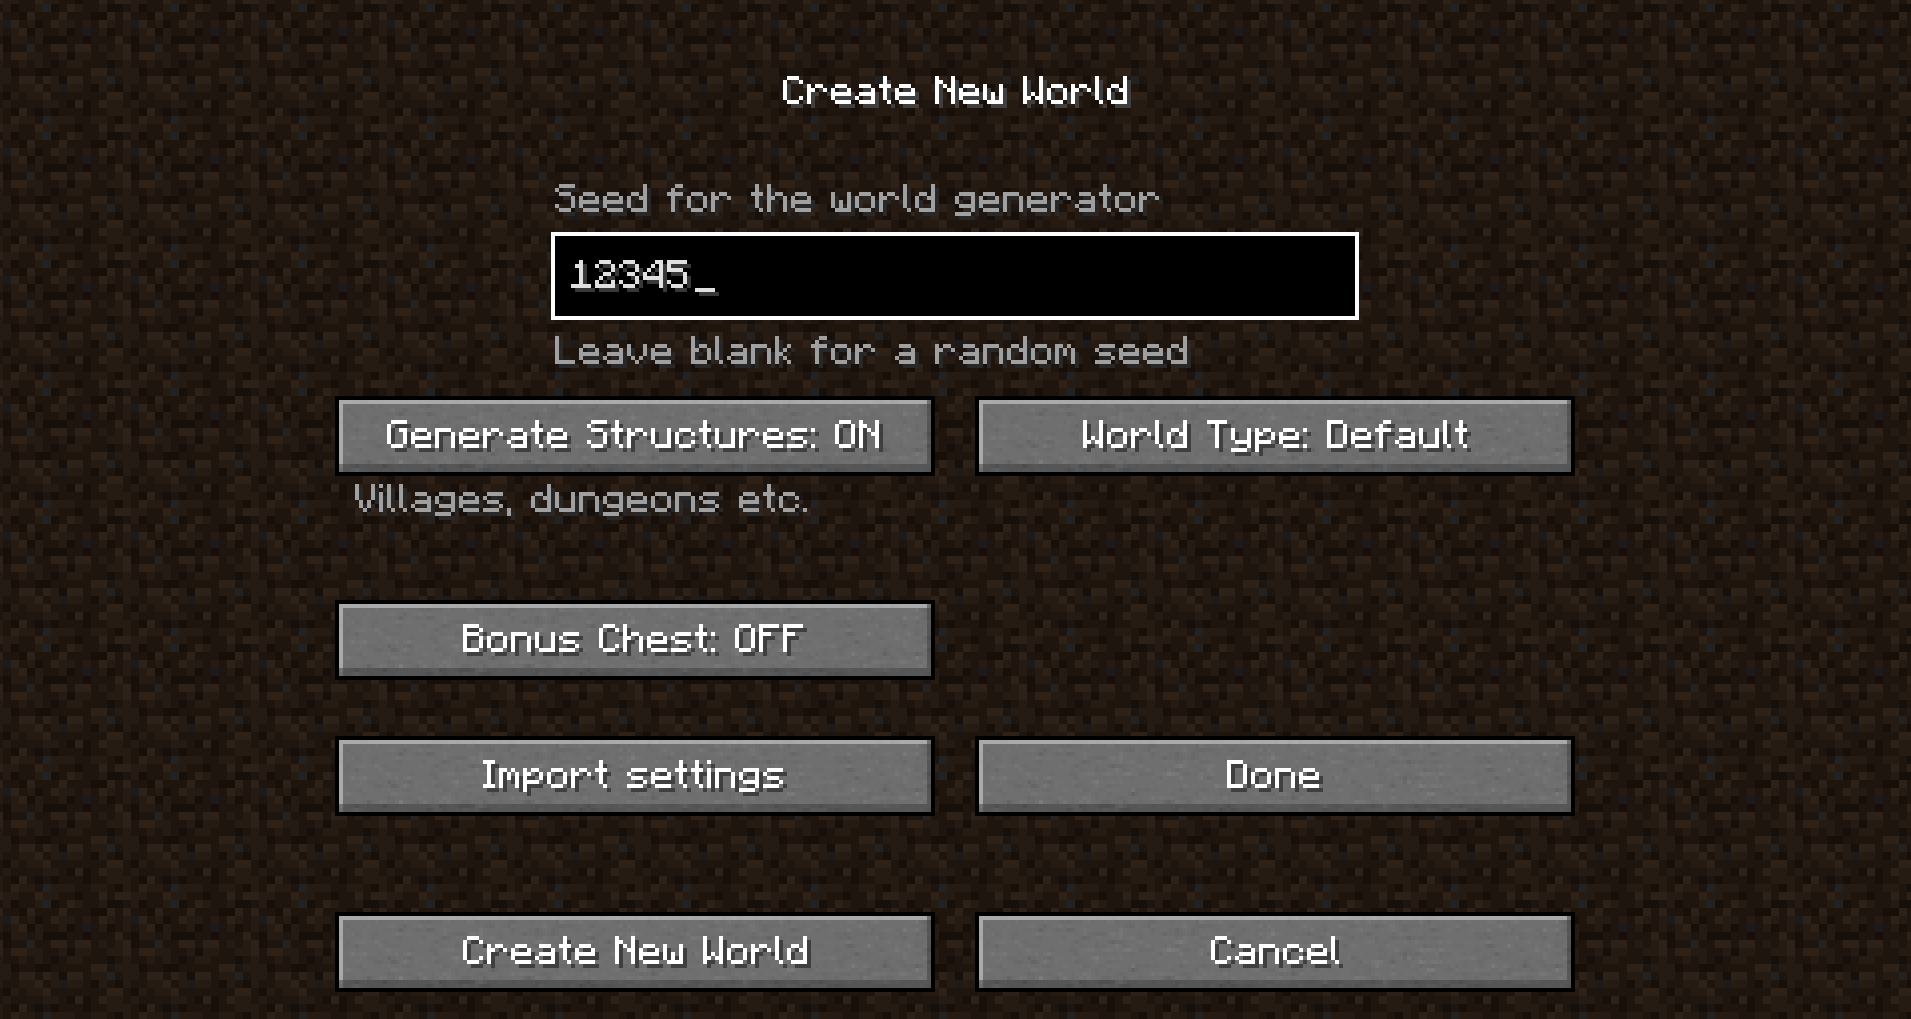 Create New World
Seed for the world generator
12345_
Leave blank for a random seed
Generate Structures: ON
World Type: Default
Villages, dungeons etc.
Bonus Chest: OFF
Import settings
Done
Create New World
Cancel